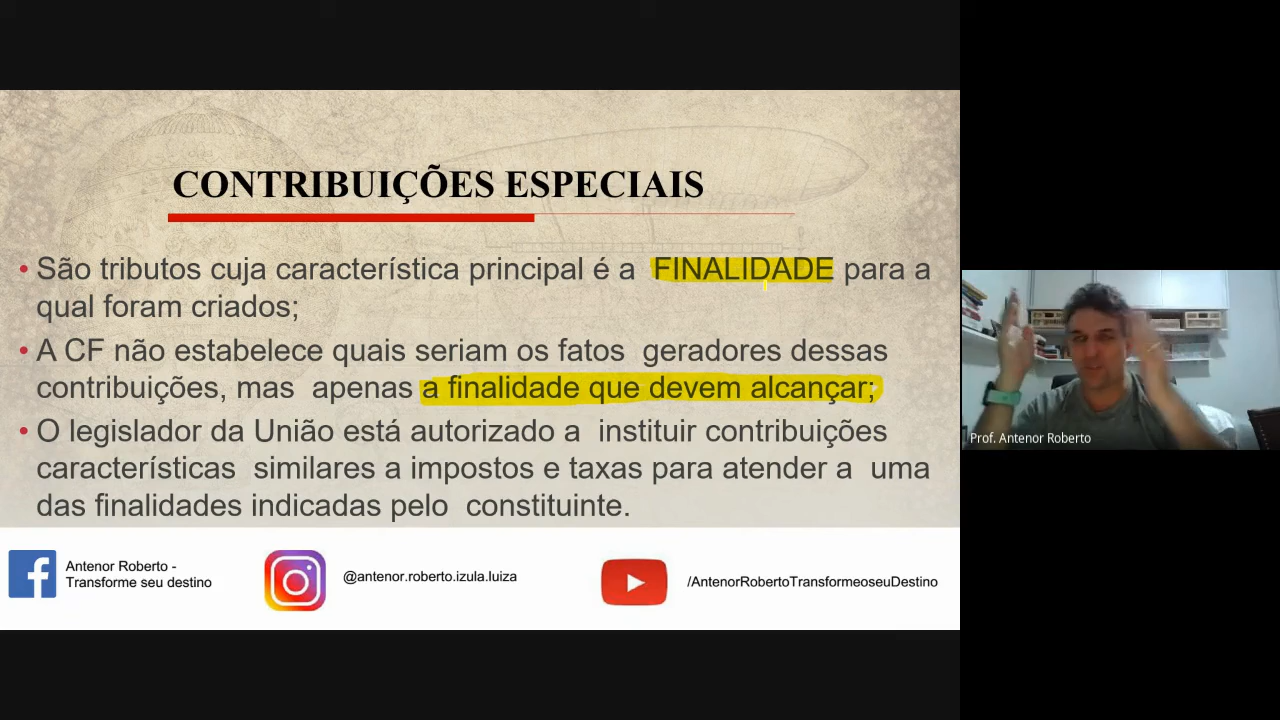 CONTRIBUIÇÕES ESPECIAIS
• São tributos cuja característica principal é a FINALIDADE para a
qual foram criados;
• A CF não estabelece quais seriam os fatos geradores dessas
contribuições, mas apenas a finalidade que devem alcançar;
• O legislador da União está autorizado a instituir contribuições
características similares a impostos e taxas para atender a uma
das finalidades indicadas pelo constituinte.
Antenor Roberto -
Transforme seu destino
@antenor.roberto.izula.luiza
/AntenorRobertoTransformeoseuDestino
Prof. Antenor Roberto